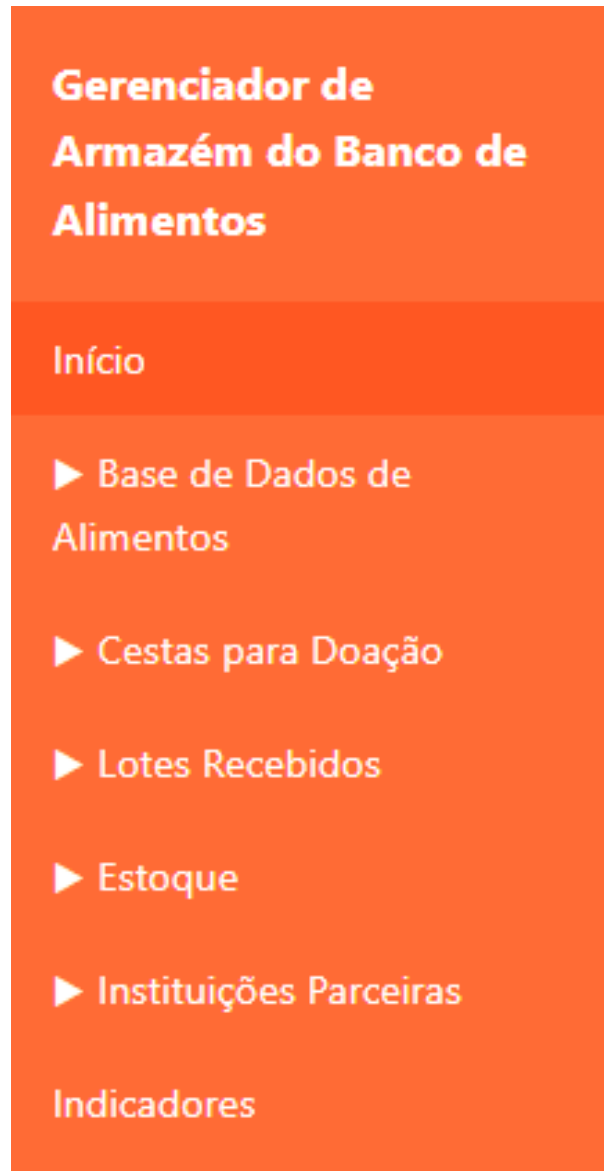 Gerenciador de
Armazém do Banco de
Alimentos
Início
▶ Base de Dados de
Alimentos
▶ Cestas para Doação
▶ Lotes Recebidos
▶ Estoque
▶ Instituições Parceiras
Indicadores